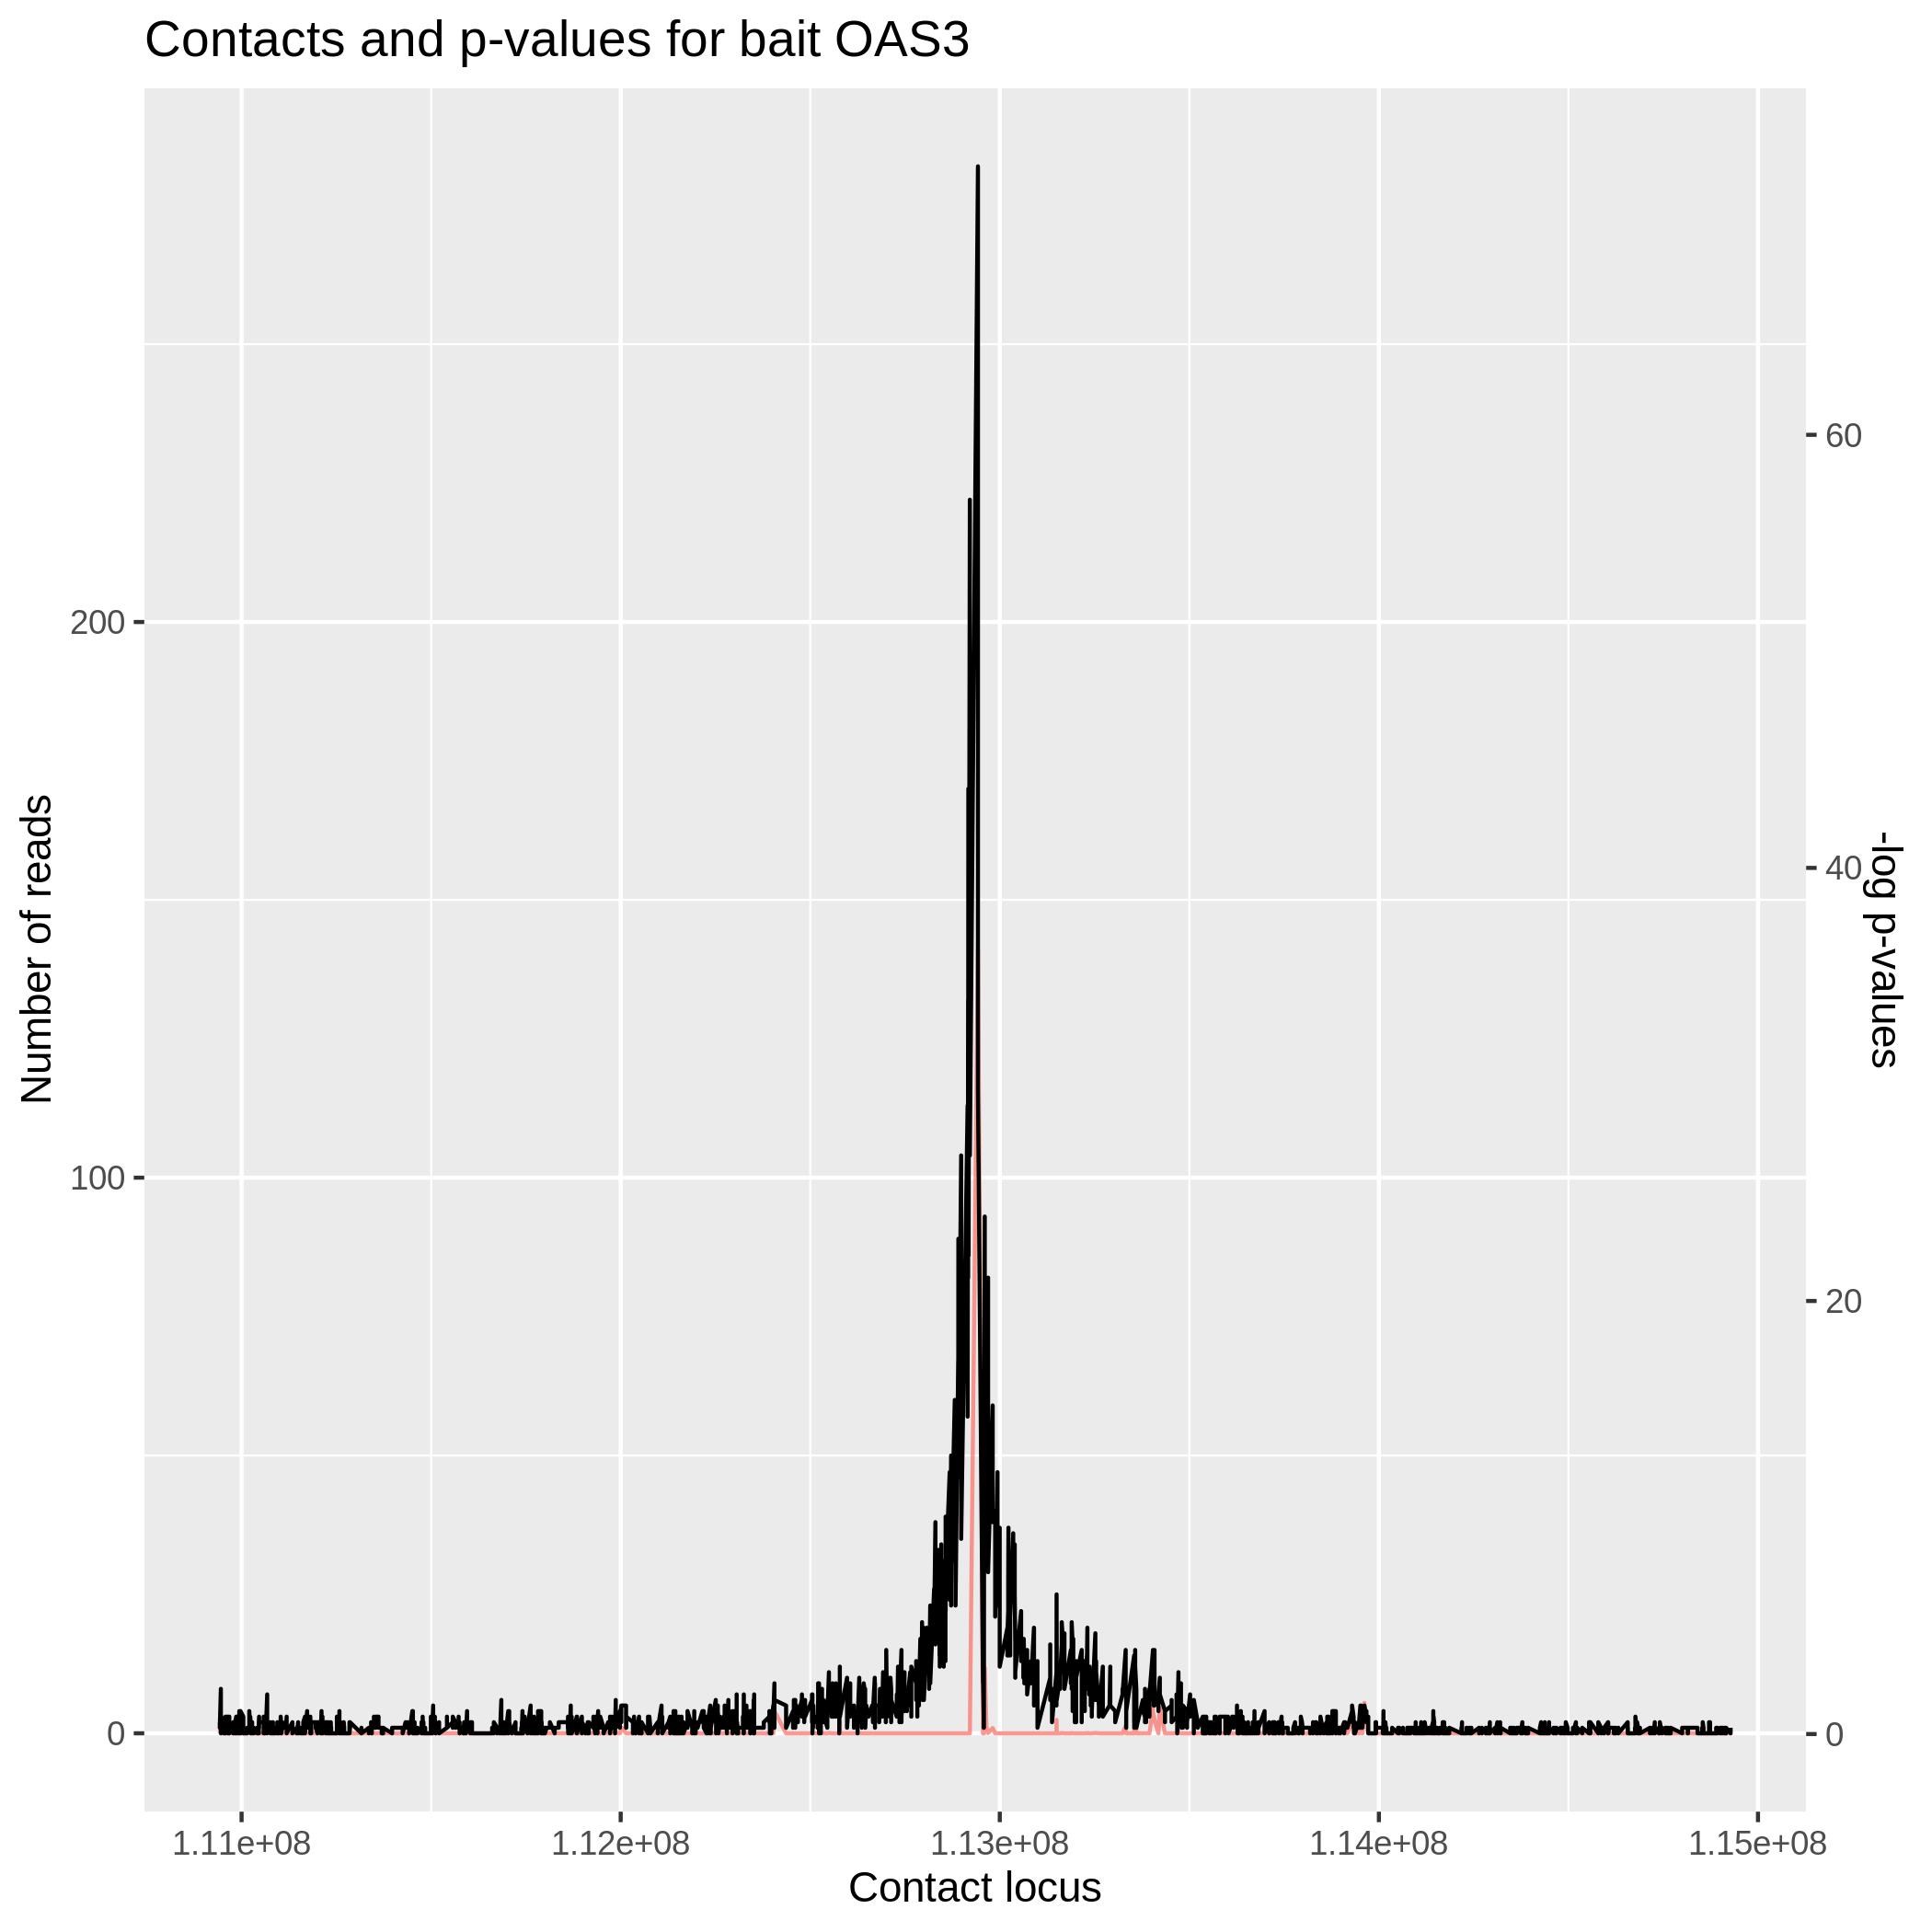 Contacts and p-values for bait OAS3
Number of reads
200
100
0
60
40
20
0
-log p-values
1.11e+08
1.12e+08
1.13e+08
1.14e+08
1.15e+08
Contact locus